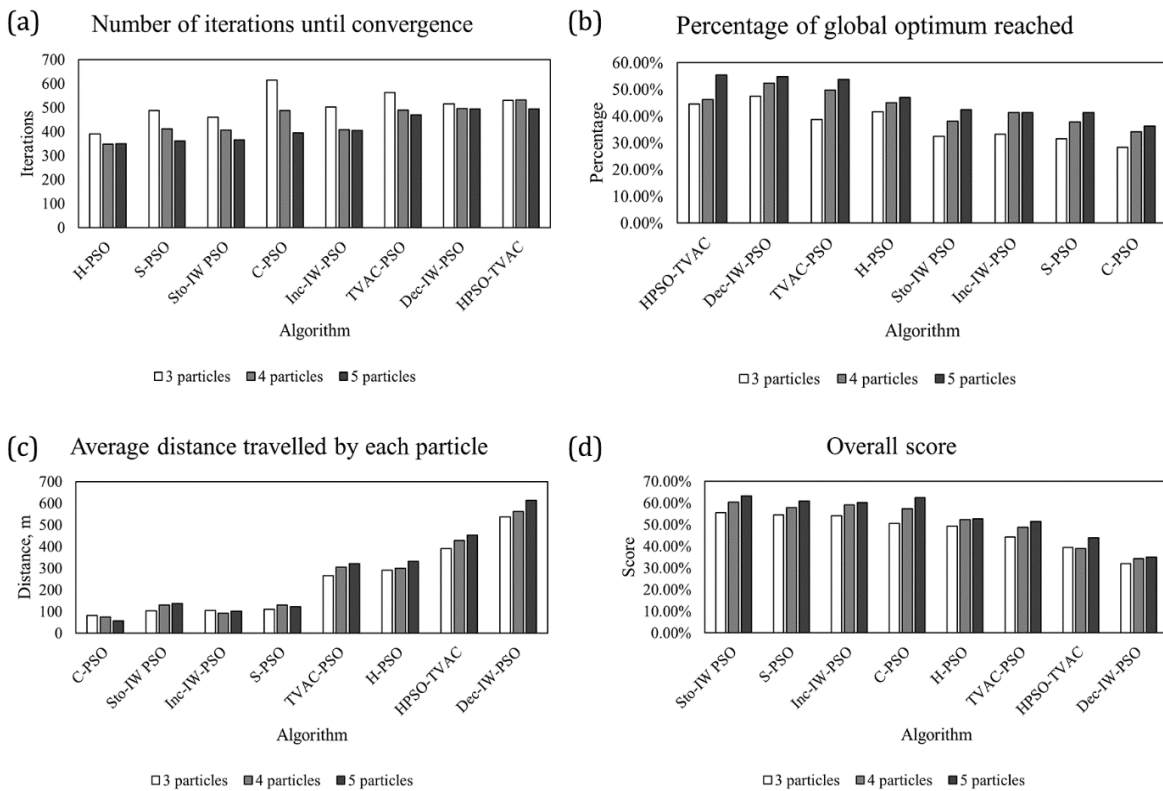 (a) Number of iterations until convergence
700
600
500
400
300
200
100
0
Iterations
H-PSO
S-PSO
Sto-IW PSO
C-PSO
Inc-IW-PSO
TVAC-PSO
Dec-IW-PSO
HPSO-TVAC
Algorithm
3 particles 4 particles 5 particles
(b) Percentage of global optimum reached
60.00%
50.00%
40.00%
30.00%
20.00%
10.00%
0.00%
Percentage
HPSO-TVAC
Dec-IW-PSO
TVAC-PSO
H-PSO
Sto-IW PSO
Inc-IW-PSO
S-PSO
C-PSO
Algorithm
3 particles 4 particles 5 particles
(c) Average distance travelled by each particle
700
600
500
400
300
200
100
0
Distance, m
C-PSO
Sto-IW PSO
Inc-IW-PSO
S-PSO
TVAC-PSO
H-PSO
HPSO-TVAC
Dec-IW-PSO
Algorithm
3 particles 4 particles 5 particles
(d) Overall score
70.00%
60.00%
50.00%
40.00%
30.00%
20.00%
10.00%
0.00%
Score
Sto-IW PSO
S-PSO
Inc-IW-PSO
C-PSO
H-PSO
TVAC-PSO
HPSO-TVAC
Dec-IW-PSO
Algorithm
3 particles 4 particles 5 particles